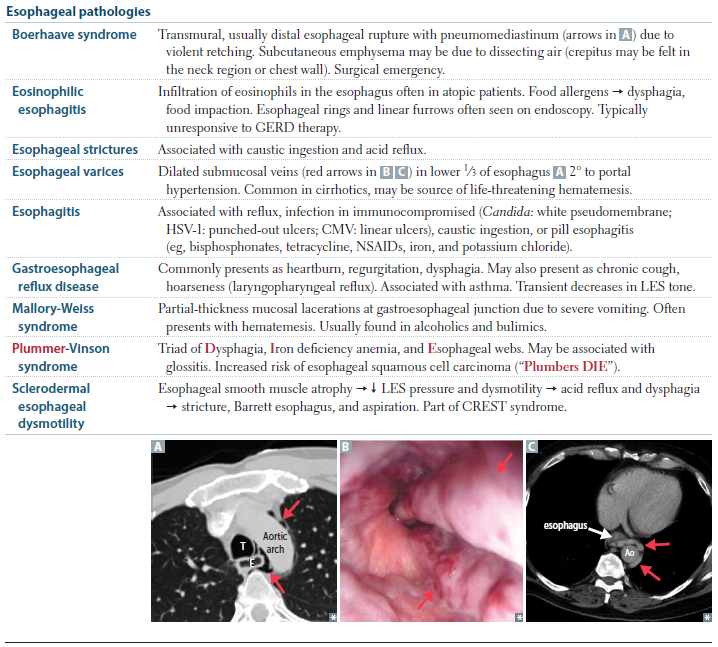 Esophageal pathologies
Boerhaave syndrome
Transmural, usually distal esophageal rupture with pneumomediastinum (arrows in A) due to
violent retching. Subcutaneous emphysema may be due to dissecting air (crepitus may be felt in
the neck region or chest wall). Surgical emergency.
Eosinophilic
esophagitis
Infiltration of eosinophils in the esophagus often in atopic patients. Food allergens → dysphagia,
food impaction. Esophageal rings and linear furrows often seen on endoscopy. Typically
unresponsive to GERD therapy.
Esophageal strictures
Associated with caustic ingestion and acid reflux.
Esophageal varices
Dilated submucosal veins (red arrows in B C) in lower 1/3 of esophagus A 2° to portal
hypertension. Common in cirrhotics, may be source of life-threatening hematemesis.
Esophagitis
Associated with reflux, infection in immunocompromised (Candida: white pseudomembrane;
HSV-1: punched-out ulcers; CMV: linear ulcers), caustic ingestion, or pill esophagitis
(eg, bisphosphonates, tetracycline, NSAIDs, iron, and potassium chloride).
Gastroesophageal
reflux disease
Commonly presents as heartburn, regurgitation, dysphagia. May also present as chronic cough,
hoarseness (laryngopharyngeal reflux). Associated with asthma. Transient decreases in LES tone.
Mallory-Weiss
syndrome
Partial-thickness mucosal lacerations at gastroesophageal junction due to severe vomiting. Often
presents with hematemesis. Usually found in alcoholics and bulimics.
Plummer-Vinson
syndrome
Triad of Dysphagia, Iron deficiency anemia, and Esophageal webs. May be associated with
glossitis. Increased risk of esophageal squamous cell carcinoma ("Plumbers DIE").
Sclerodermal
esophageal
dysmotility
Esophageal smooth muscle atrophy → ↓ LES pressure and dysmotility → acid reflux and dysphagia
→ stricture, Barrett esophagus, and aspiration. Part of CREST syndrome.
A
T
E
Aortic
arch
B
C
esophagus
Ao